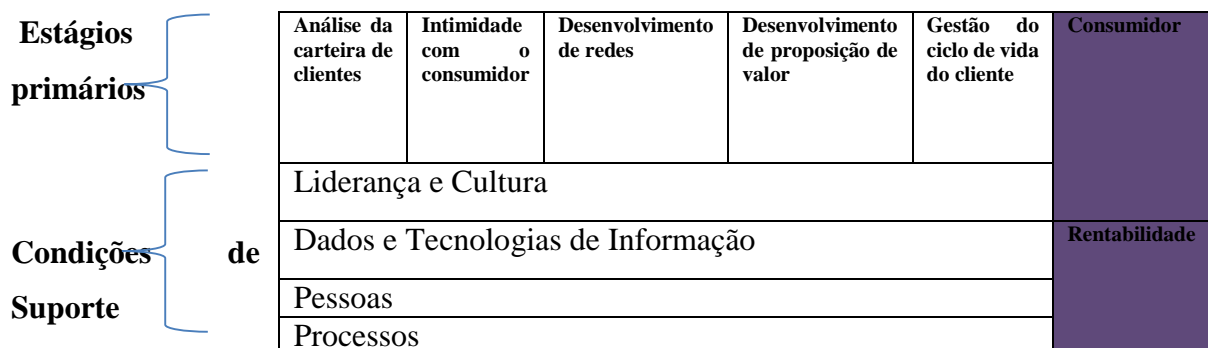 Estágios
primários
Análise da
carteira de
clientes
Intimidade
com o
consumidor
Desenvolvimento
de redes
Desenvolvimento
de proposição de
valor
Gestão do
ciclo de vida
do cliente
Consumidor
Condições de
Suporte
Liderança e Cultura
Dados e Tecnologias de Informação
Rentabilidade
Pessoas
Processos